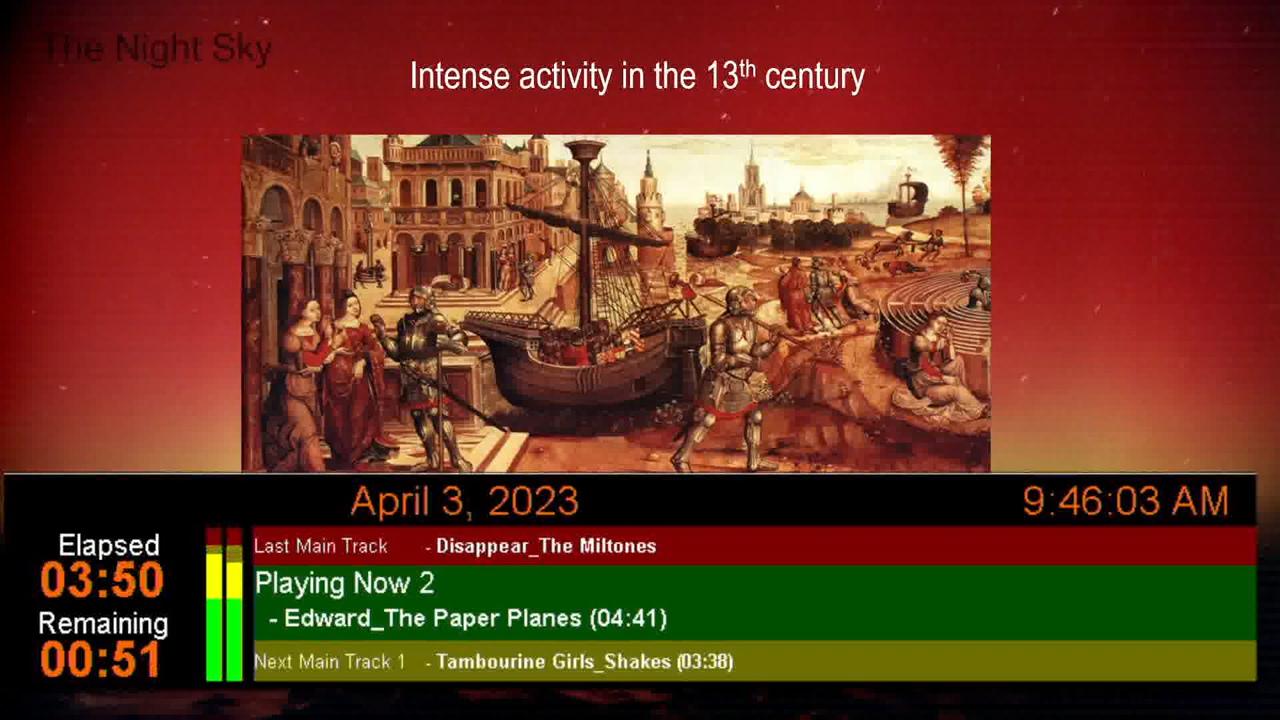 The Night Sky
Intense activity in the 13th century
April 3, 2023 9:46:03 AM
Elapsed
03:50
Remaining
00:51
Last Main Track - Disappear_The Miltones
Playing Now 2
- Edward_The Paper Planes (04:41)
Next Main Track 1 - Tambourine Girls_Shakes (03:38)